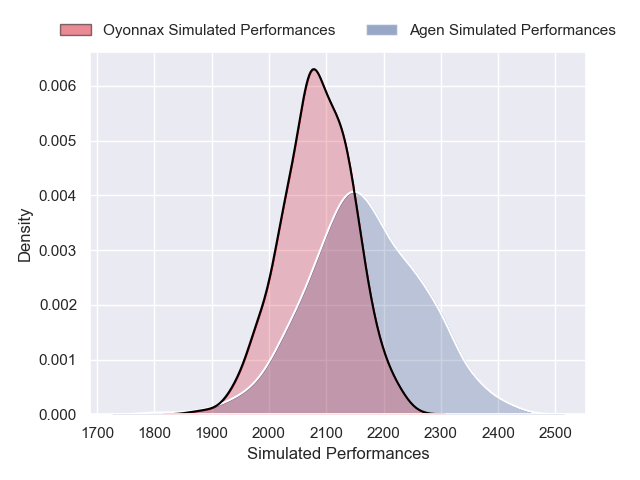 Oyonnax Simulated Performances
Agen Simulated Performances
0.006
0.005
0.004
0.003
0.002
0.001
0.000
Density
1700 1800 1900 2000 2100 2200 2300 2400 2500
Simulated Performances